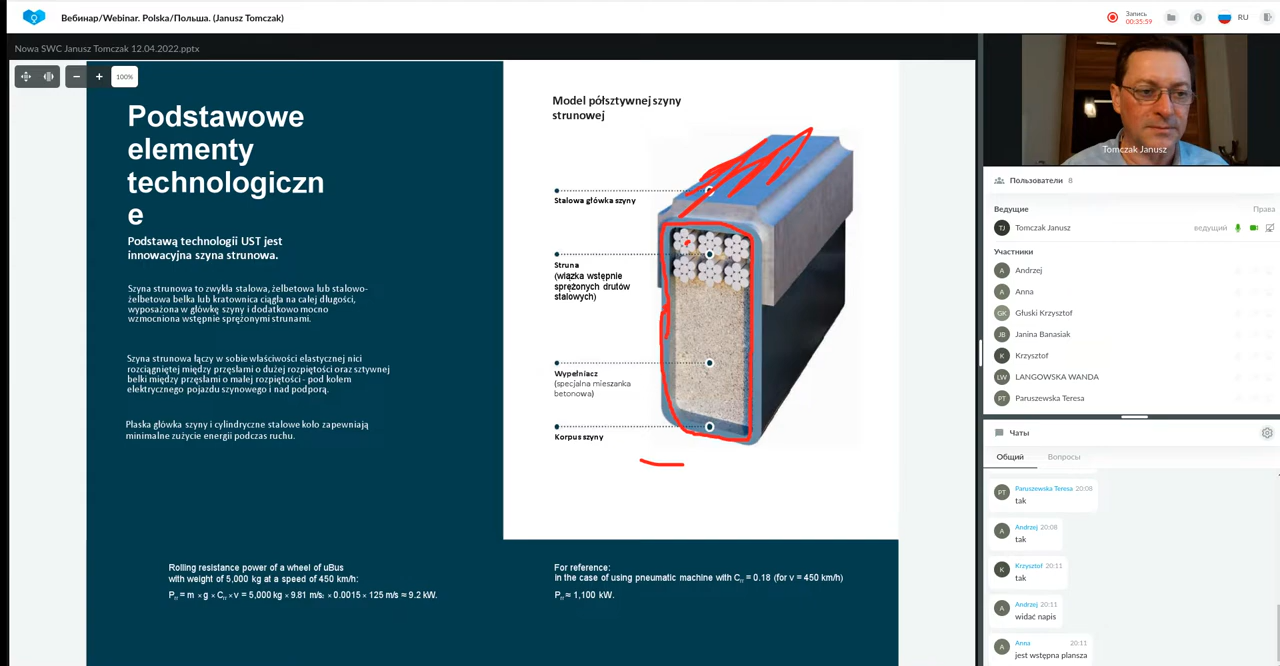 Вебинар/Webinar. Polska/Польша. (Janusz Tomczak)
Запись
00:35:59
RU
Nowa SWC Janusz Tomczak 12.04.2022.pptx
100%
Podstawowe
elementy
technologiczn
e
Podstawą technologii UST jest
innowacyjna szyna strunowa.
Szyna strunowa to zwykła stalowa, żelbetowa lub stalowo-
żelbetowa belka lub kratownica ciągła na całej długości,
wyposażona w główkę szyny i dodatkowo mocno
wzmocniona wstępnie sprężonymi strunami.
Szyna strunowa łączy w sobie właściwości elastycznej nici
rozciągniętej między przęsłami o dużej rozpiętości oraz sztywnej
belki między przęsłami o małej rozpiętości - pod kołem
elektrycznego pojazdu szynowego i nad podporą.
Płaska główka szyny i cylindryczne stalowe koło zapewniają
minimalne zużycie energii podczas ruchu.
Model półsztywnej szyny
strunowej
Stalowa główka szyny
Struna
(wiązka wstępnie
sprężonych drutów
stalowych)
Wypełniacz
(specjalna mieszanka
betonowa)
Korpus szyny
Rolling resistance power of a wheel of uBus
with weight of 5,000 kg at a speed of 450 km/h:
Prr = m × g × Crr × v = 5,000 kg × 9.81 m/s² × 0.0015 × 125 m/s ≈ 9.2 kW.
For reference:
In the case of using pneumatic machine with Crr = 0.18 (for v = 450 km/h)
Prr ≈ 1,100 kW.
Tomczak Janusz
Пользователи 8
Ведущие Права
TJ Tomczak Janusz ведущий
Участники
A Andrzej
A Anna
GK Głuski Krzysztof
JB Janina Banasiak
K Krzysztof
LW LANGOWSKA WANDA
PT Paruszewska Teresa
Чаты
Общий Вопросы
PT Paruszewska Teresa 20:08
tak
A Andrzej 20:08
tak
K Krzysztof 20:11
tak
A Andrzej 20:11
widać napis
A Anna 20:11
jest wstępna plansza